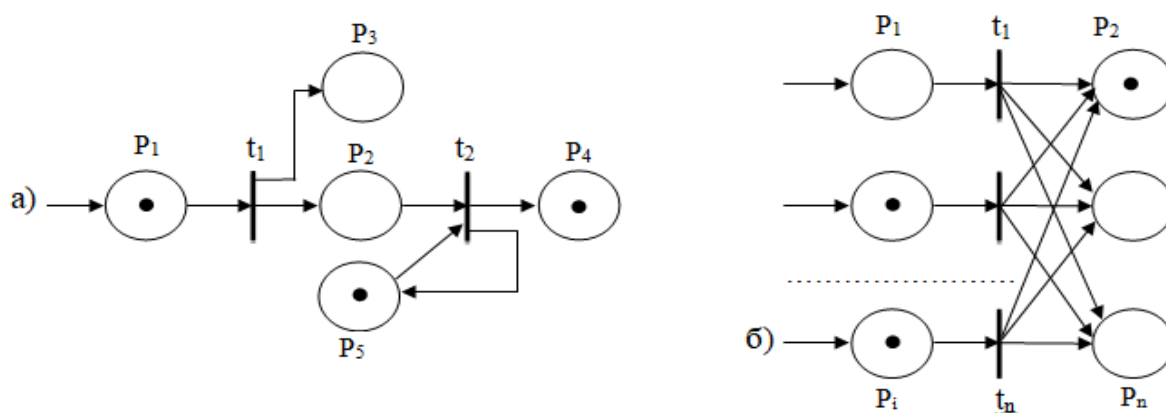 P₃
P₁ t₁ P₂ t₂ P₄
а)
P₅
P₁ t₁ P₂
б)
Pᵢ tₙ Pₙ